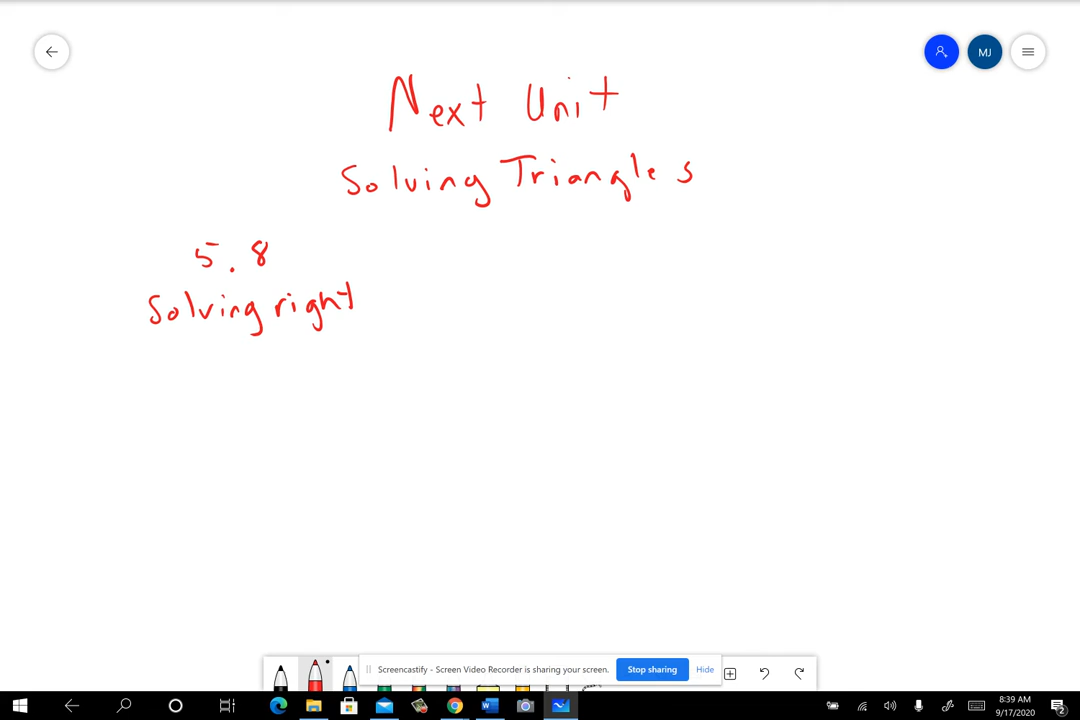 MJ
Next Unit
Solving Triangles
5.8
Solving right
Screencastify - Screen Video Recorder is sharing your screen.
Stop sharing
Hide
8:39 AM
9/17/2020
2